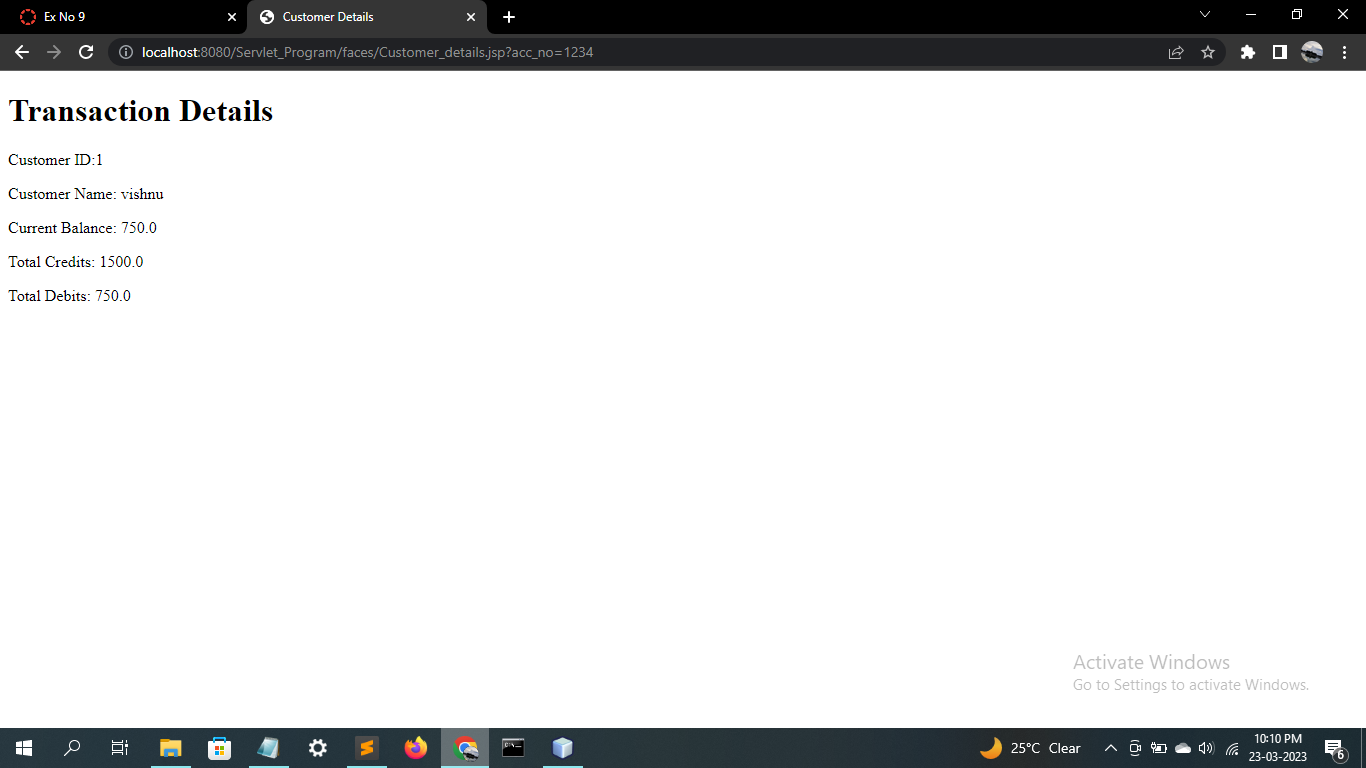 Ex No 9
Customer Details
localhost:8080/Servlet_Program/faces/Customer_details.jsp?acc_no=1234
Transaction Details
Customer ID:1
Customer Name: vishnu
Current Balance: 750.0
Total Credits: 1500.0
Total Debits: 750.0
Activate Windows
Go to Settings to activate Windows.
25°C Clear
10:10 PM
23-03-2023
6